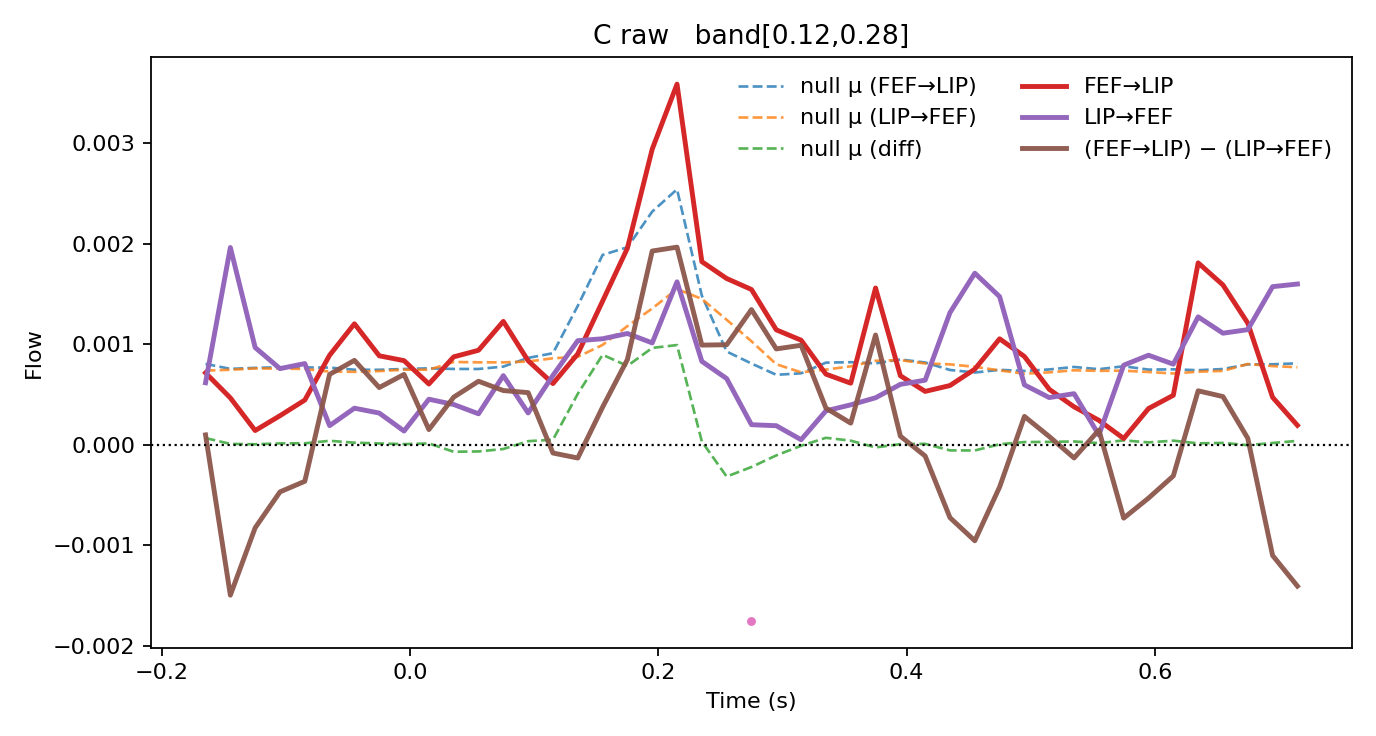 C raw   band[0.12,0.28]
null μ (FEF→LIP)
null μ (LIP→FEF)
null μ (diff)
FEF→LIP
LIP→FEF
(FEF→LIP) − (LIP→FEF)
Flow
0.003
0.002
0.001
0.000
−0.001
−0.002
−0.2
0.0
0.2
0.4
0.6
Time (s)